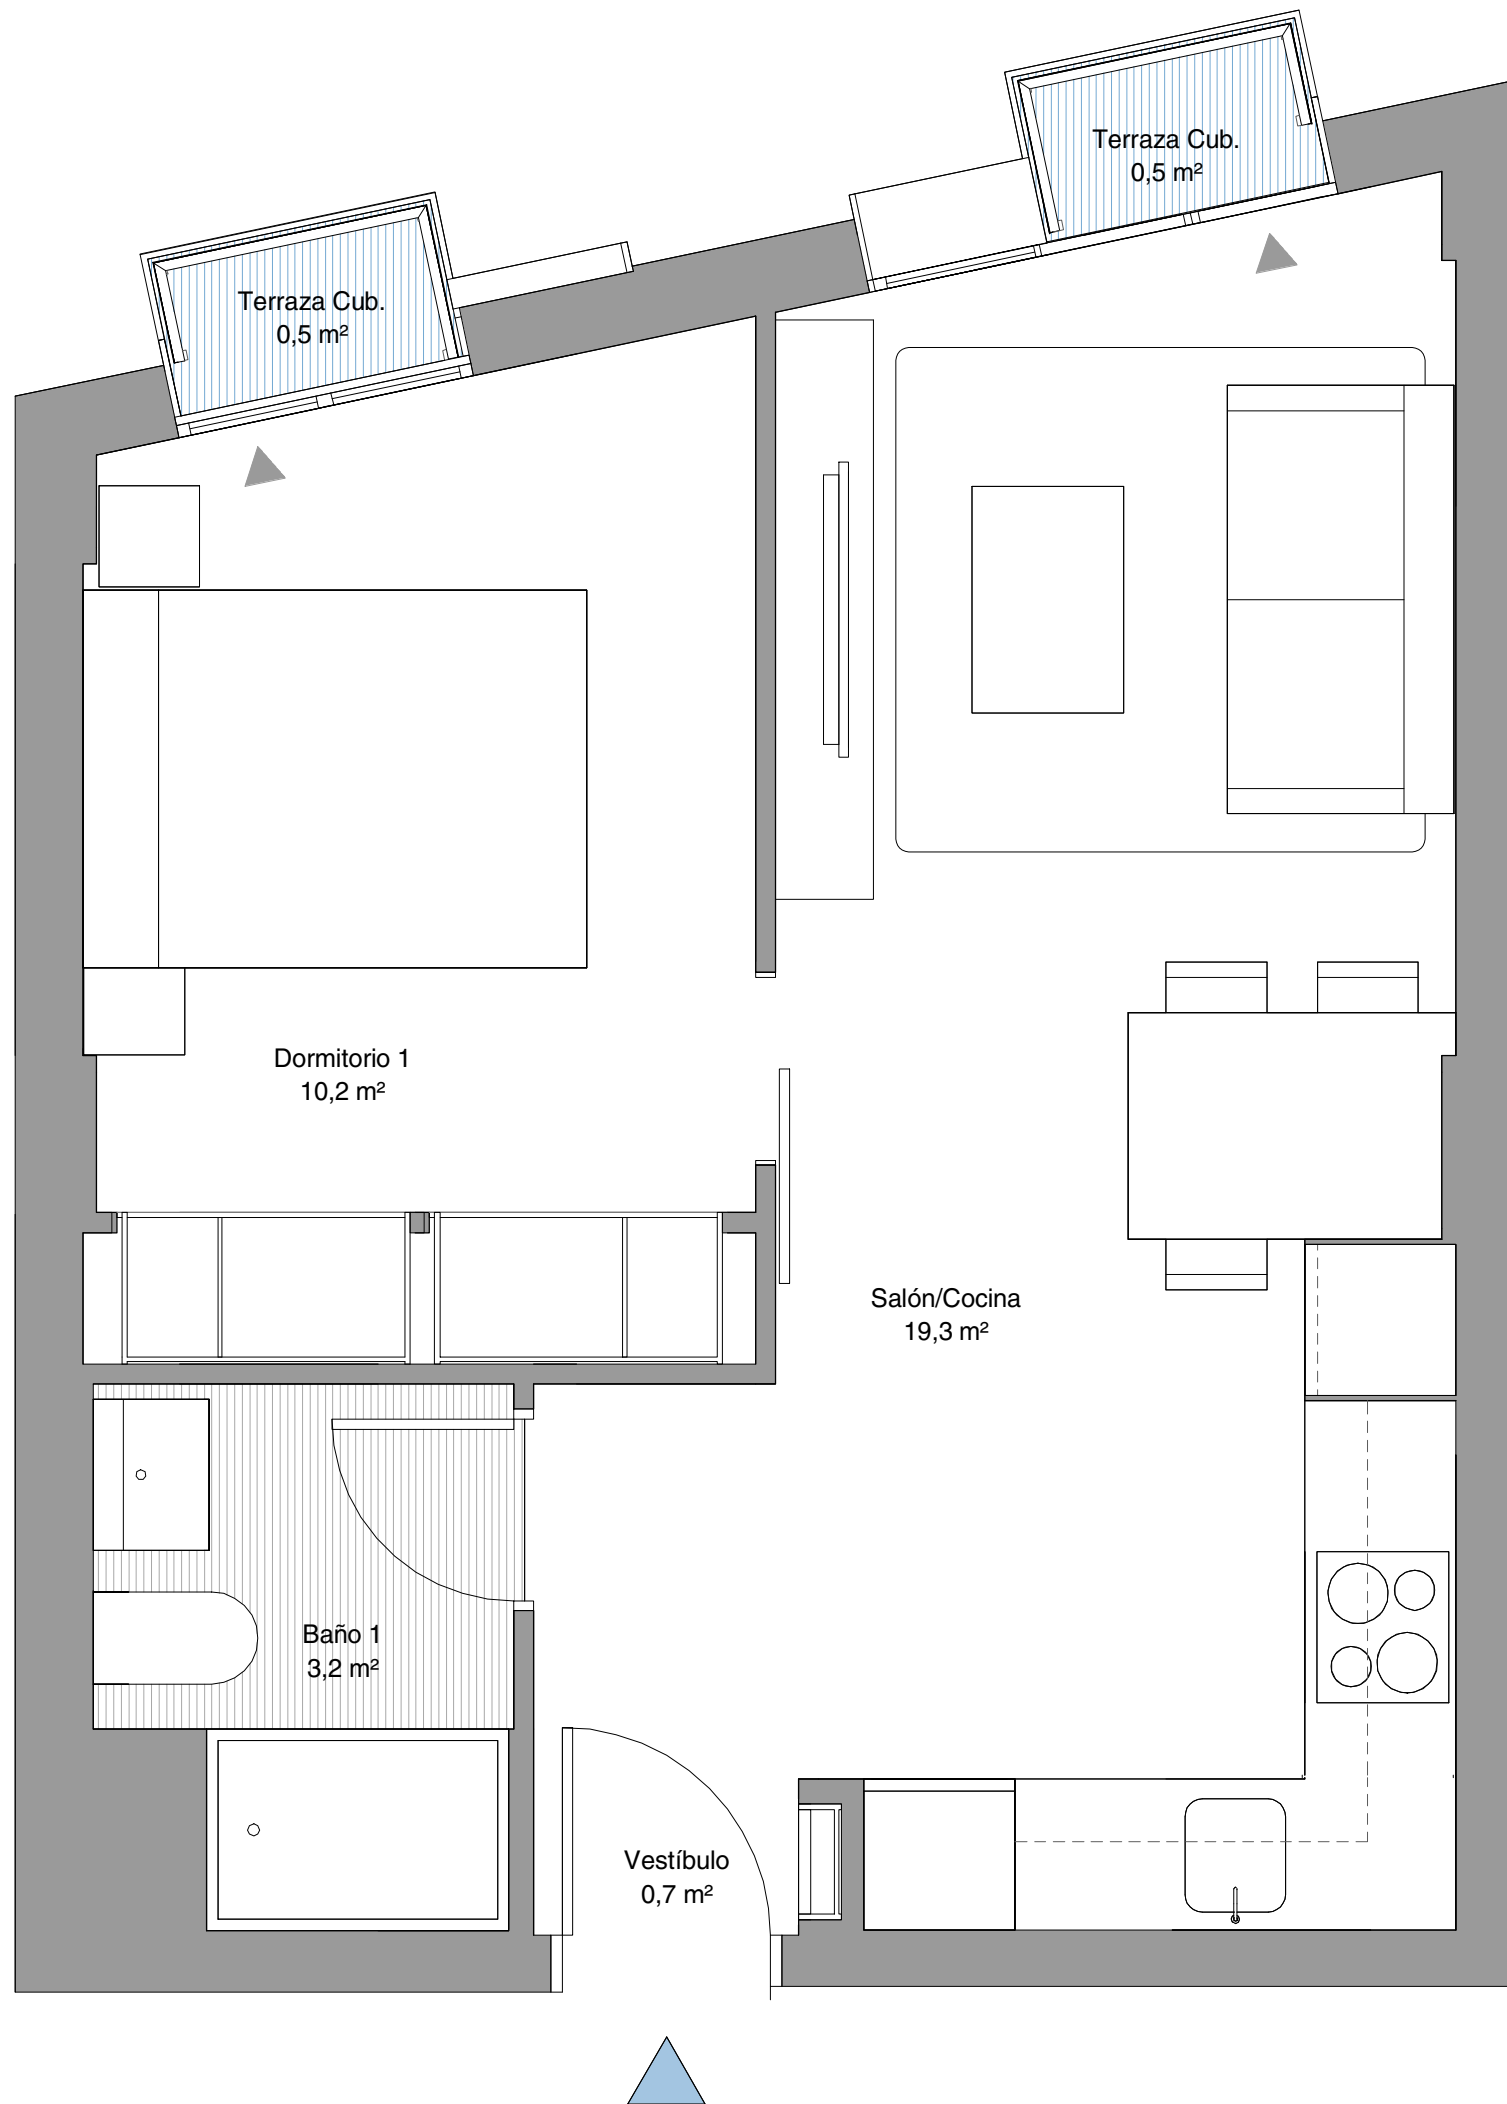 Terraza Cub.
0,5 m²
Terraza Cub.
0,5 m²
Dormitorio 1
10,2 m²
Salón/Cocina
19,3 m²
Baño 1
3,2 m²
Vestíbulo
0,7 m²